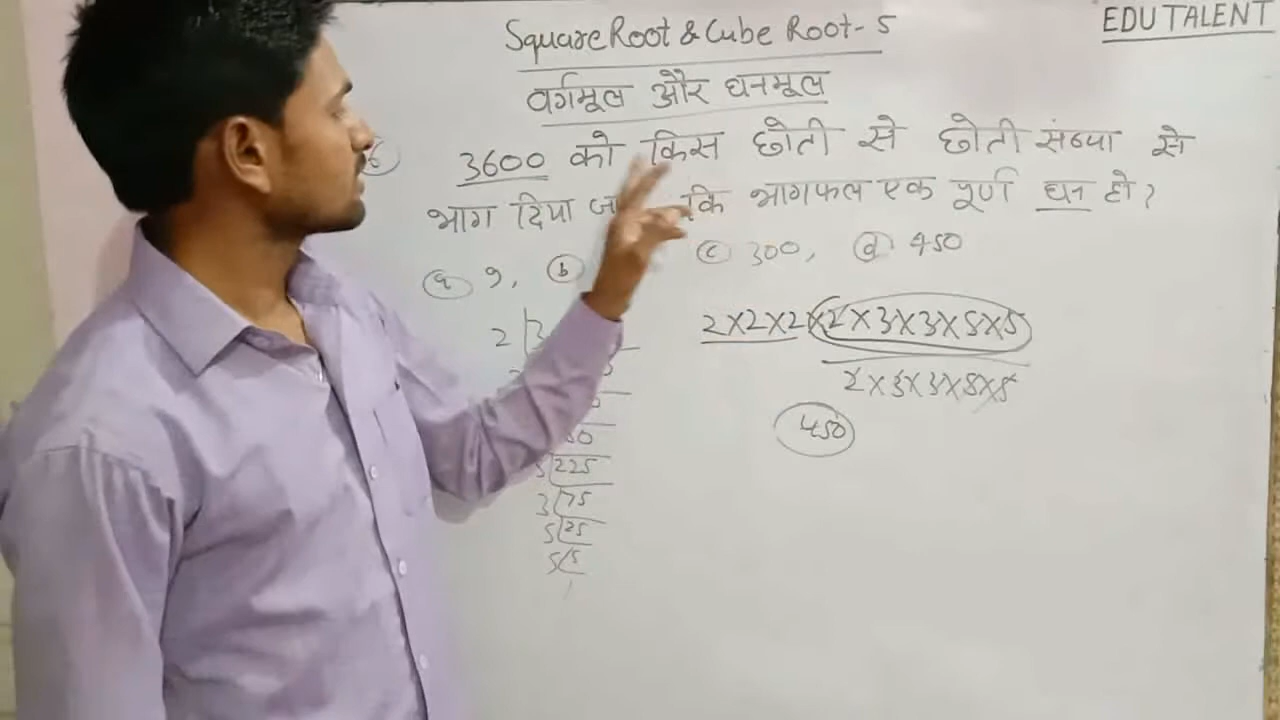 EDU TALENT
Square Root & Cube Root - 5
वर्गमूल और घनमूल
3600 को किस छोती से छोती संख्या से
भाग दिया कि भागफल एक पूर्ण घन हो?
(a) 9, (b) (c) 300, (d) 450
2
2×2×2×2×3×3×5×5
2×3×3×5×5
450
5 225
3 75
5 25
5 5
1